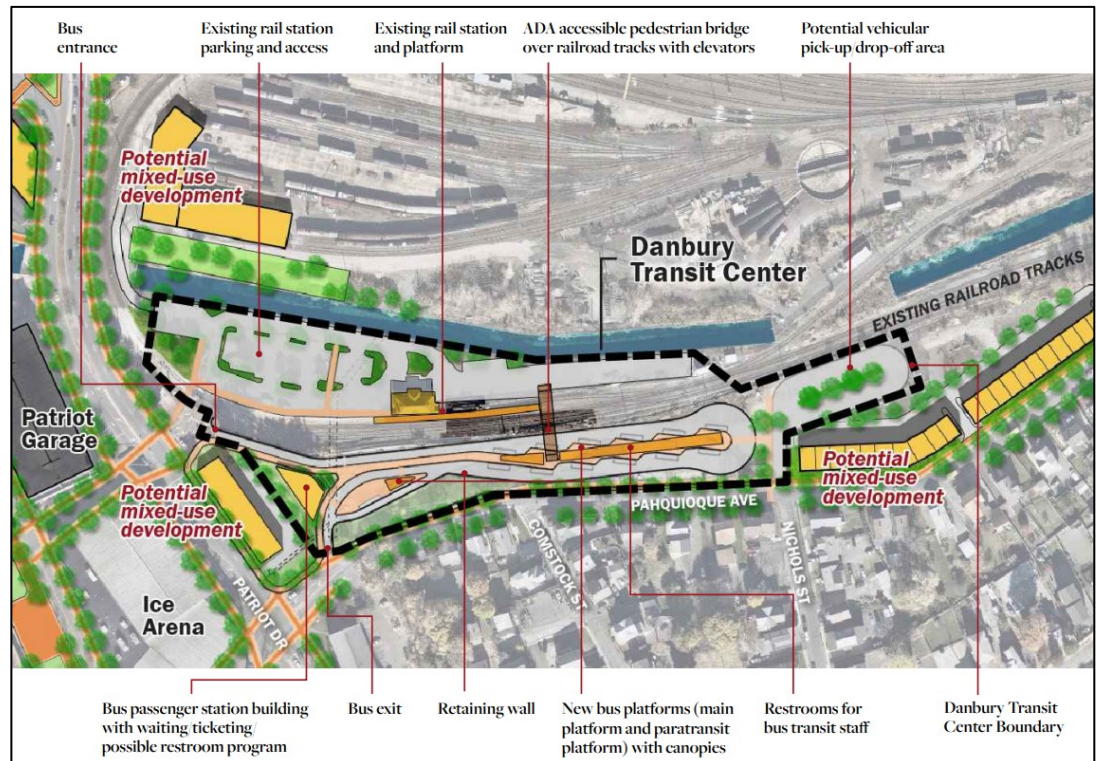 Bus
entrance
Existing rail station
parking and access
Existing rail station
and platform
ADA accessible pedestrian bridge
over railroad tracks with elevators
Potential vehicular
pick-up drop-off area
Potential
mixed-use
development
Danbury
Transit Center
EXISTING RAILROAD TRACKS
Patriot
Garage
Potential
mixed-use
development
Potential
mixed-use
development
PAHQUIOQUE AVE
COMSTOCK ST
NICHOLS ST
PATRIOT DR
Ice
Arena
Bus passenger station building
with waiting/ticketing/
possible restroom program
Bus exit
Retaining wall
New bus platforms (main
platform and paratransit
platform) with canopies
Restrooms for
bus transit staff
Danbury Transit
Center Boundary